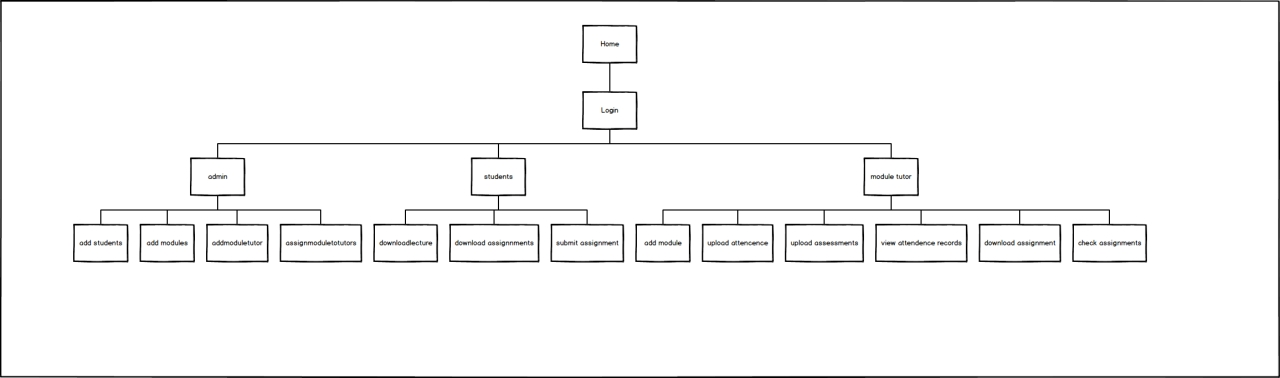 Home
Login
admin
students
module tutor
add students
add modules
addmoduletutor
assignmoduletotutors
downloadlecture
download assignnments
submit assignment
add module
upload attencence
upload assessments
view attendence records
download assignment
check assignments